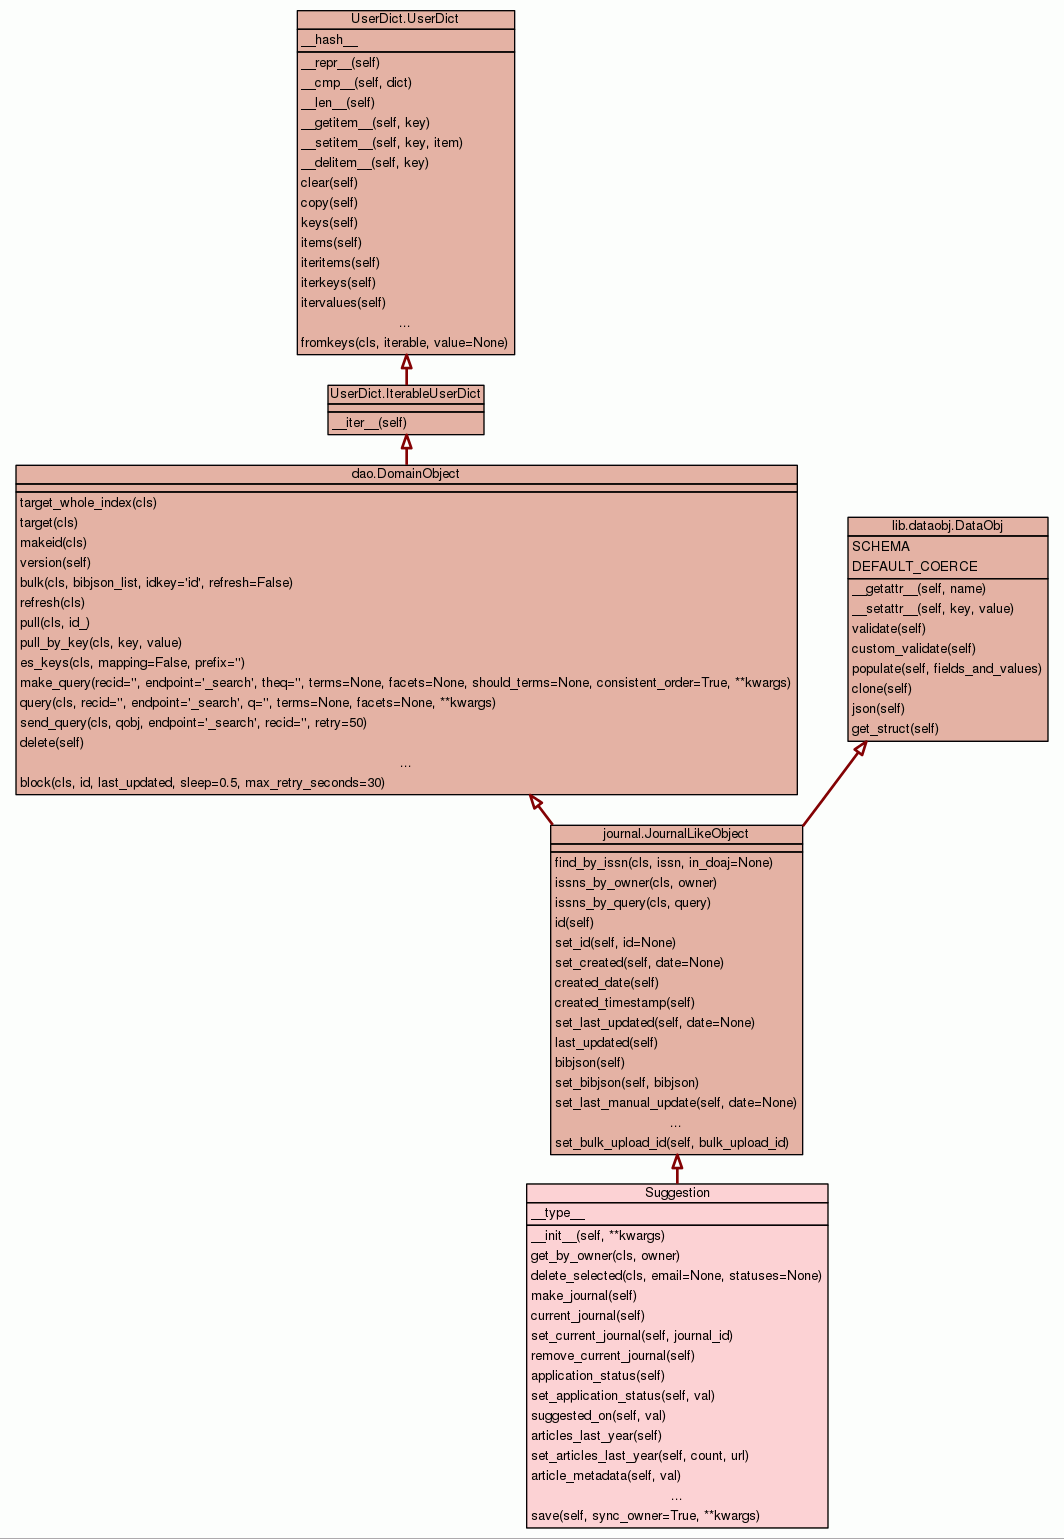 UserDict.UserDict
__hash__
__repr__(self)
__cmp__(self, dict)
__len__(self)
__getitem__(self, key)
__setitem__(self, key, item)
__delitem__(self, key)
clear(self)
copy(self)
keys(self)
items(self)
iteritems(self)
iterkeys(self)
itervalues(self)
...
fromkeys(cls, iterable, value=None)
UserDict.IterableUserDict
__iter__(self)
dao.DomainObject
target_whole_index(cls)
target(cls)
makeid(cls)
version(self)
bulk(cls, bibjson_list, idkey='id', refresh=False)
refresh(cls)
pull(cls, id_)
pull_by_key(cls, key, value)
es_keys(cls, mapping=False, prefix='')
make_query(recid='', endpoint='_search', theq='', terms=None, facets=None, should_terms=None, consistent_order=True, **kwargs)
query(cls, recid='', endpoint='_search', q='', terms=None, facets=None, **kwargs)
send_query(cls, qobj, endpoint='_search', recid='', retry=50)
delete(self)
...
block(cls, id, last_updated, sleep=0.5, max_retry_seconds=30)
lib.dataobj.DataObj
SCHEMA
DEFAULT_COERCE
__getattr__(self, name)
__setattr__(self, key, value)
validate(self)
custom_validate(self)
populate(self, fields_and_values)
clone(self)
json(self)
get_struct(self)
journal.JournalLikeObject
find_by_issn(cls, issn, in_doaj=None)
issns_by_owner(cls, owner)
issns_by_query(cls, query)
id(self)
set_id(self, id=None)
set_created(self, date=None)
created_date(self)
created_timestamp(self)
set_last_updated(self, date=None)
last_updated(self)
bibjson(self)
set_bibjson(self, bibjson)
set_last_manual_update(self, date=None)
...
set_bulk_upload_id(self, bulk_upload_id)
Suggestion
__type__
__init__(self, **kwargs)
get_by_owner(cls, owner)
delete_selected(cls, email=None, statuses=None)
make_journal(self)
current_journal(self)
set_current_journal(self, journal_id)
remove_current_journal(self)
application_status(self)
set_application_status(self, val)
suggested_on(self, val)
articles_last_year(self)
set_articles_last_year(self, count, url)
article_metadata(self, val)
...
save(self, sync_owner=True, **kwargs)